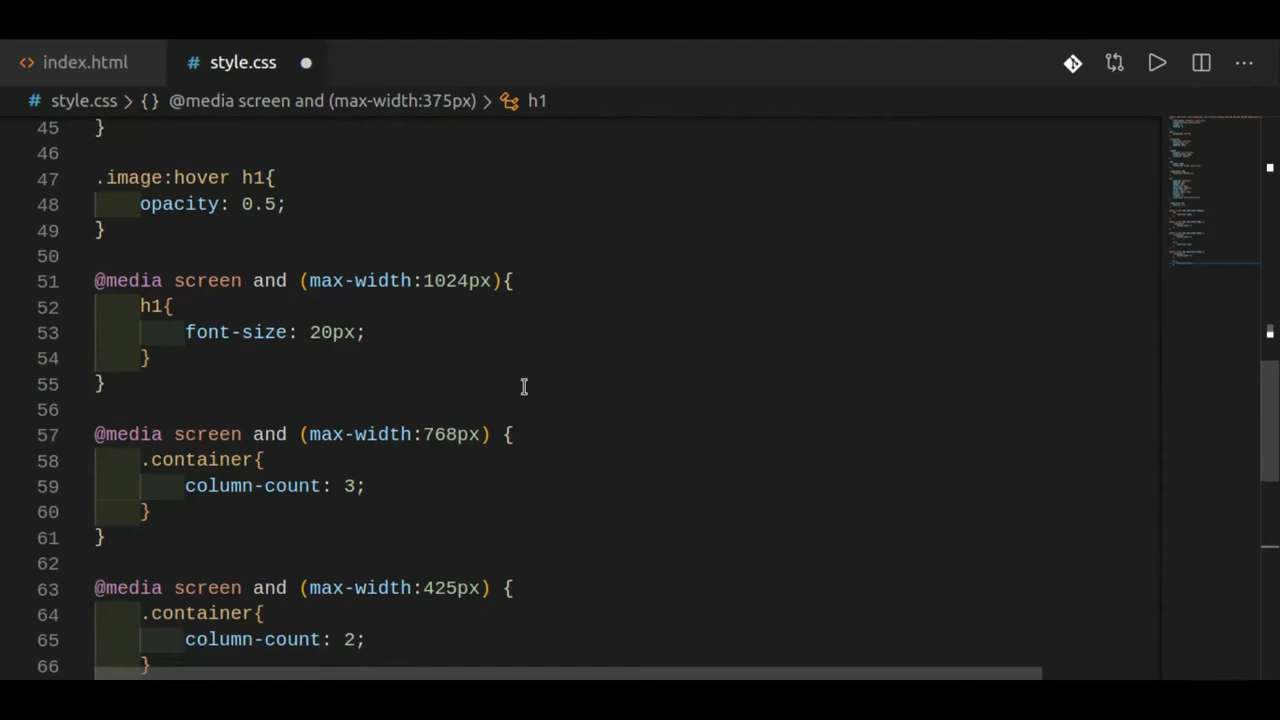 index.html
style.css
style.css > {} @media screen and (max-width:375px) > h1
45 }
46
47 .image:hover h1{
48 opacity: 0.5;
49 }
50
51 @media screen and (max-width:1024px){
52 h1{
53 font-size: 20px;
54 }
55 }
56
57 @media screen and (max-width:768px) {
58 .container{
59 column-count: 3;
60 }
61 }
62
63 @media screen and (max-width:425px) {
64 .container{
65 column-count: 2;
66 }